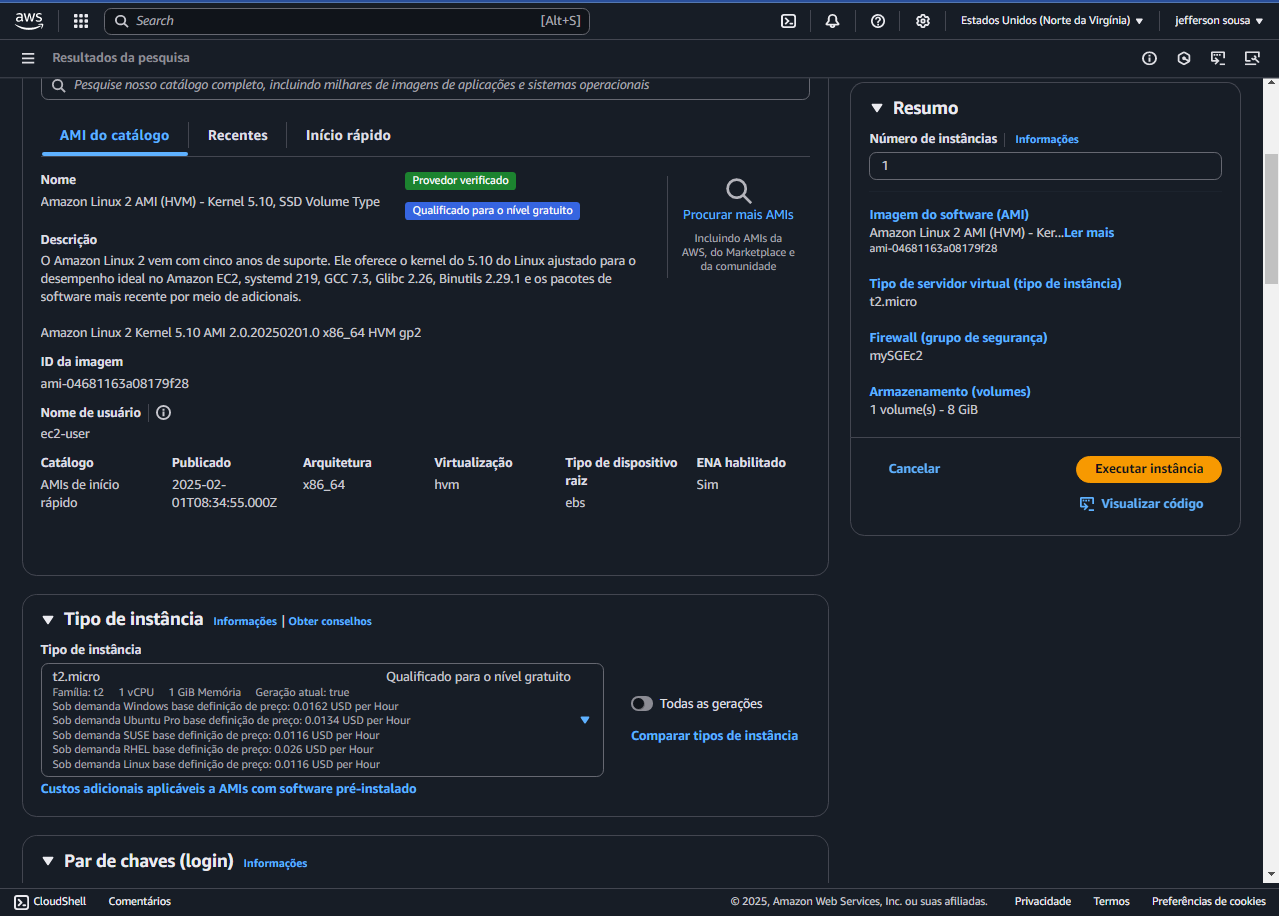 aws
Search
[Alt+S]
Estados Unidos (Norte da Virgínia)
jefferson sousa
Resultados da pesquisa
Pesquise nosso catálogo completo, incluindo milhares de imagens de aplicações e sistemas operacionais
AMI do catálogo
Recentes
Início rápido
Nome
Amazon Linux 2 AMI (HVM) - Kernel 5.10, SSD Volume Type
Provedor verificado
Qualificado para o nível gratuito
Descrição
O Amazon Linux 2 vem com cinco anos de suporte. Ele oferece o kernel do 5.10 do Linux ajustado para o
desempenho ideal no Amazon EC2, systemd 219, GCC 7.3, Glibc 2.26, Binutils 2.29.1 e os pacotes de
software mais recente por meio de adicionais.
Amazon Linux 2 Kernel 5.10 AMI 2.0.20250201.0 x86_64 HVM gp2
ID da imagem
ami-04681163a08179f28
Nome de usuário
ec2-user
Catálogo
AMIs de início
rápido
Publicado
2025-02-
01T08:34:55.000Z
Arquitetura
x86_64
Virtualização
hvm
Tipo de dispositivo
raiz
ebs
ENA habilitado
Sim
Procurar mais AMIs
Incluindo AMIs da
AWS, do Marketplace e
da comunidade
Tipo de instância
Informações
Obter conselhos
Tipo de instância
t2.micro
Qualificado para o nível gratuito
Família: t2 1 vCPU 1 GiB Memória Geração atual: true
Sob demanda Windows base definição de preço: 0.0162 USD per Hour
Sob demanda Ubuntu Pro base definição de preço: 0.0134 USD per Hour
Sob demanda SUSE base definição de preço: 0.0116 USD per Hour
Sob demanda RHEL base definição de preço: 0.026 USD per Hour
Sob demanda Linux base definição de preço: 0.0116 USD per Hour
Todas as gerações
Comparar tipos de instância
Custos adicionais aplicáveis a AMIs com software pré-instalado
Par de chaves (login)
Informações
Resumo
Número de instâncias
Informações
1
Imagem do software (AMI)
Amazon Linux 2 AMI (HVM) - Ker...Ler mais
ami-04681163a08179f28
Tipo de servidor virtual (tipo de instância)
t2.micro
Firewall (grupo de segurança)
mySGEc2
Armazenamento (volumes)
1 volume(s) - 8 GiB
Cancelar
Executar instância
Visualizar código
CloudShell
Comentários
© 2025, Amazon Web Services, Inc. ou suas afiliadas.
Privacidade
Termos
Preferências de cookies